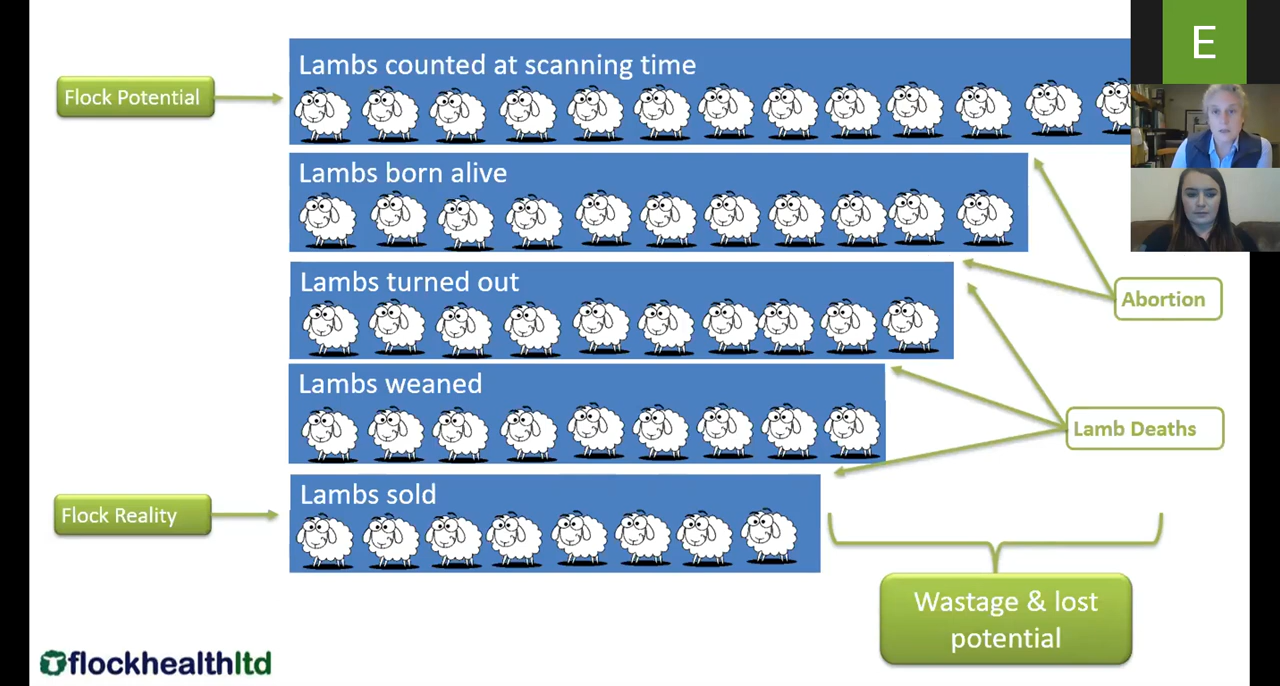 E
Lambs counted at scanning time
Flock Potential
Lambs born alive
Lambs turned out
Abortion
Lambs weaned
Lamb Deaths
Lambs sold
Flock Reality
Wastage & lost
potential
flockhealthltd